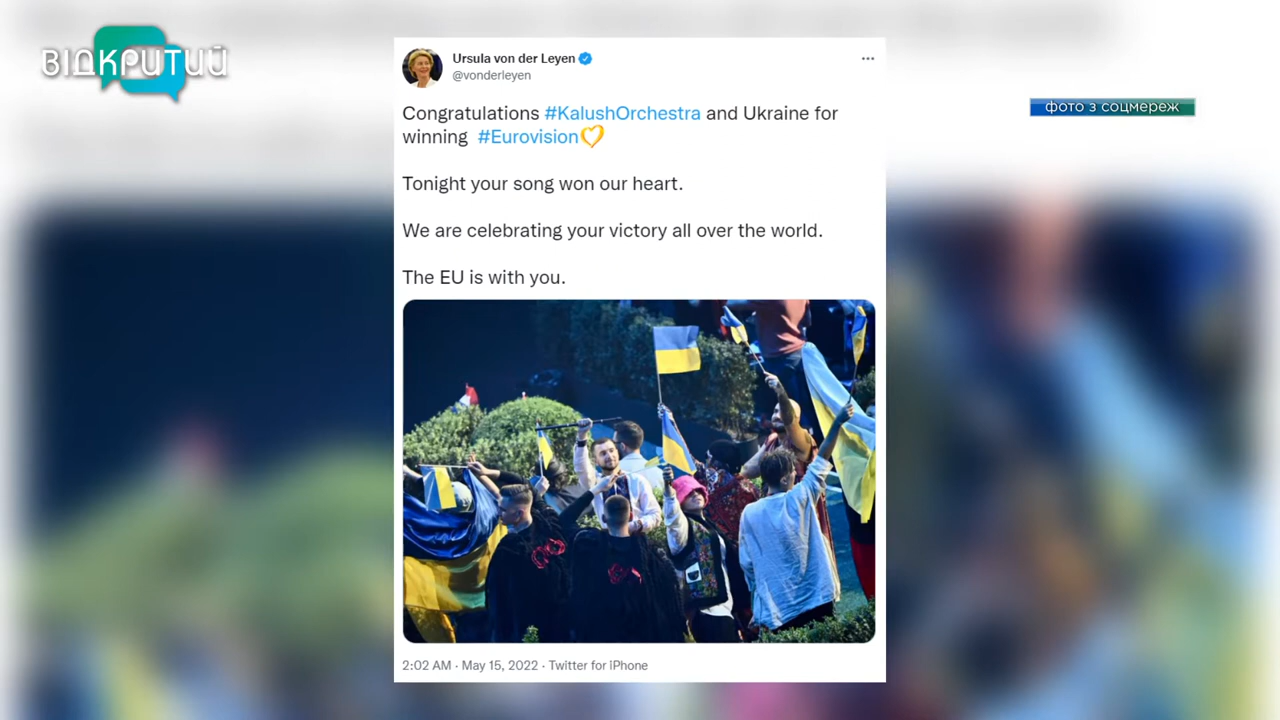 ВІДКРИТИЙ
фото з соцмереж
Ursula von der Leyen
@vonderleyen
Congratulations #KalushOrchestra and Ukraine for
winning #Eurovision
Tonight your song won our heart.
We are celebrating your victory all over the world.
The EU is with you.
2:02 AM · May 15, 2022 · Twitter for iPhone